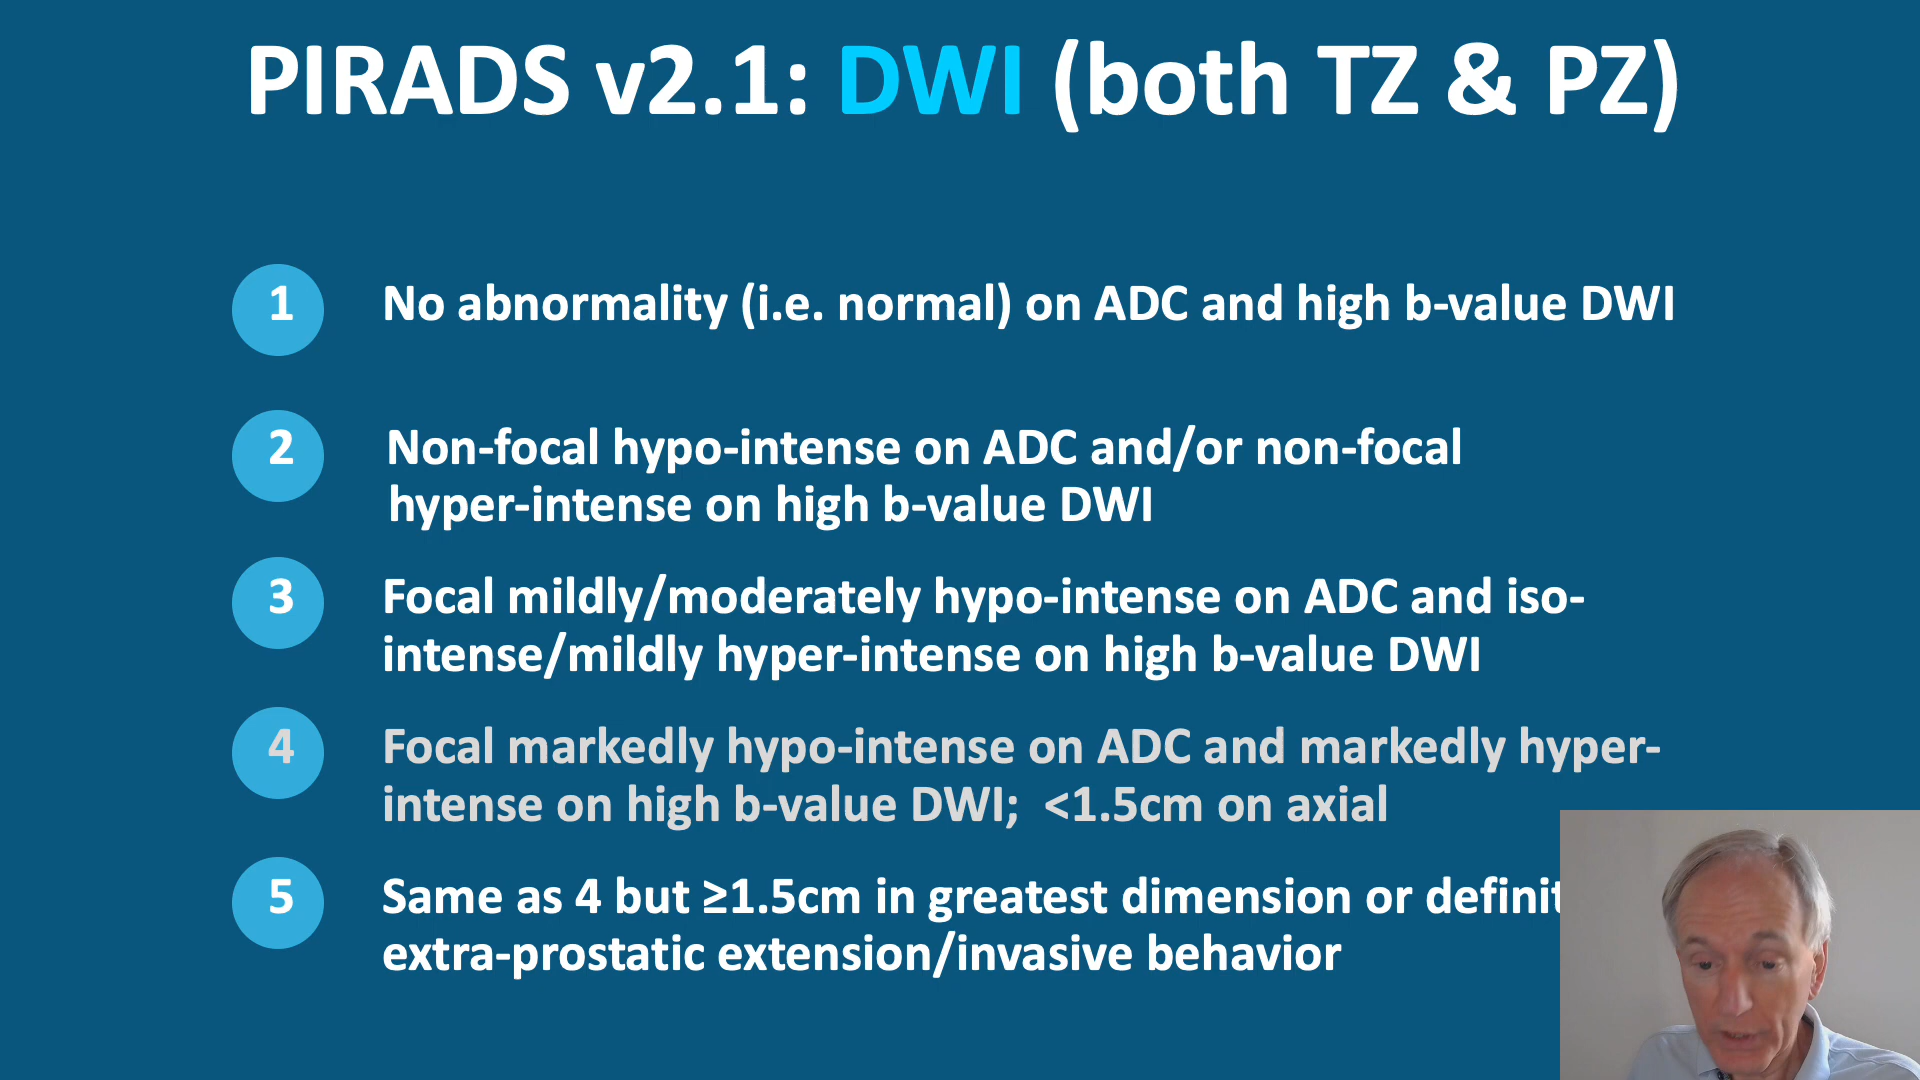 PIRADS v2.1: DWI (both TZ & PZ)
1 No abnormality (i.e. normal) on ADC and high b-value DWI
2 Non-focal hypo-intense on ADC and/or non-focal
hyper-intense on high b-value DWI
3 Focal mildly/moderately hypo-intense on ADC and iso-
intense/mildly hyper-intense on high b-value DWI
4 Focal markedly hypo-intense on ADC and markedly hyper-
intense on high b-value DWI; <1.5cm on axial
5 Same as 4 but ≥1.5cm in greatest dimension or
extra-prostatic extension/invasive behavior